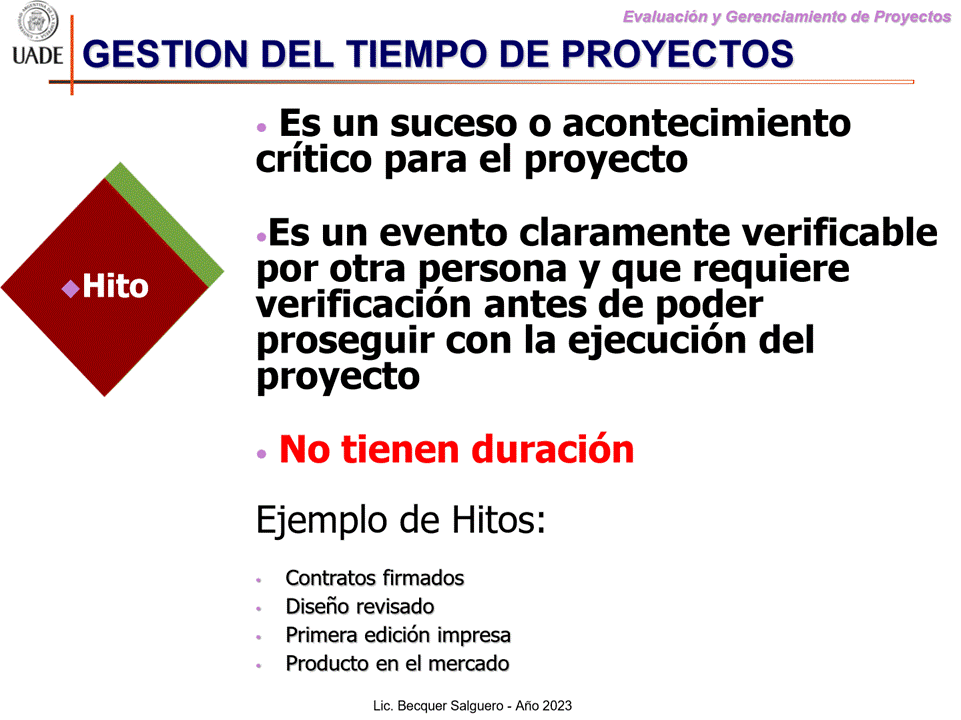 Evaluación y Gerenciamiento de Proyectos
UADE
GESTION DEL TIEMPO DE PROYECTOS
• Es un suceso o acontecimiento
crítico para el proyecto
•Es un evento claramente verificable
por otra persona y que requiere
verificación antes de poder
proseguir con la ejecución del
proyecto
◆Hito
• No tienen duración
Ejemplo de Hitos:
• Contratos firmados
• Diseño revisado
• Primera edición impresa
• Producto en el mercado
Lic. Becquer Salguero - Año 2023